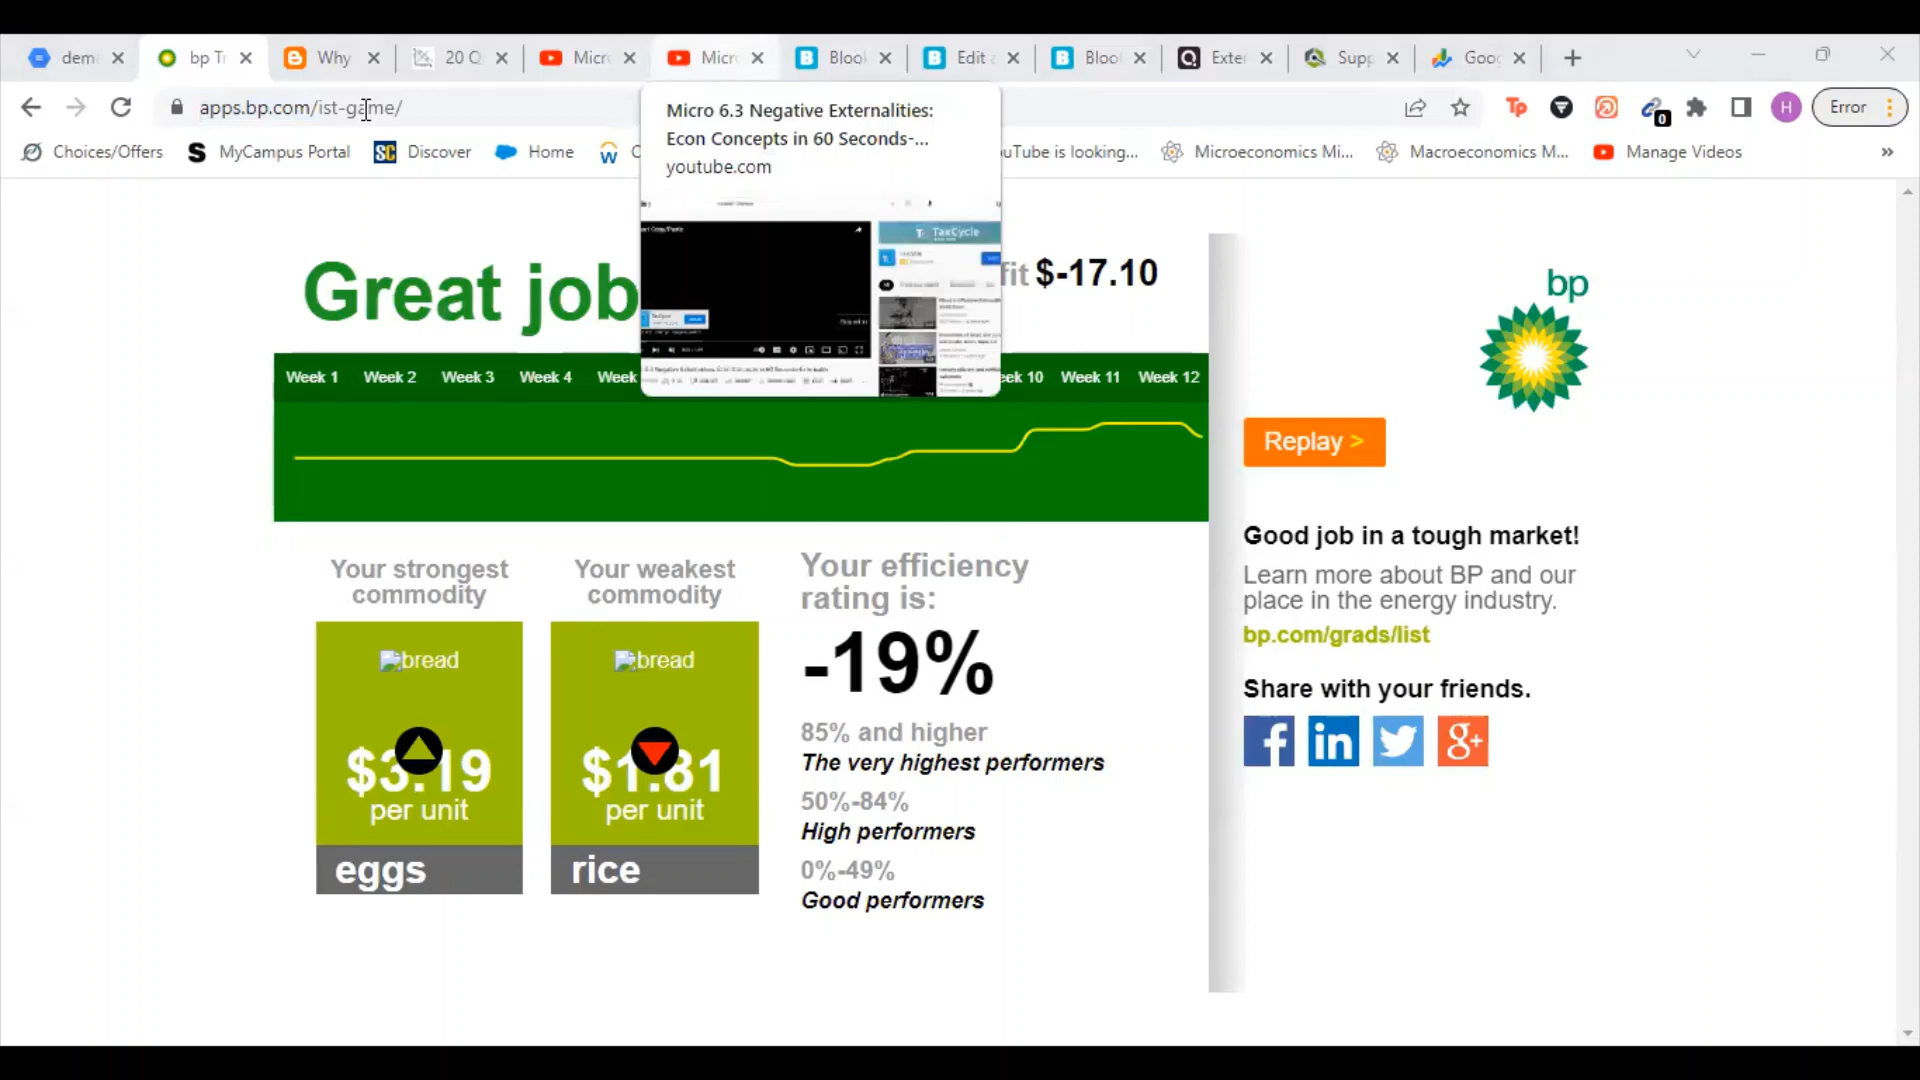 dem
bp Tr
Why
20 Q
Micr
Micr
Bloo
Edit a
Bloo
Exter
Supp
Goog
apps.bp.com/ist-game/
0
H
Error
Choices/Offers
MyCampus Portal
Discover
Home
uTube is looking...
Microeconomics Mi...
Macroeconomics M...
Manage Videos
»
Micro 6.3 Negative Externalities:
Econ Concepts in 60 Seconds-...
youtube.com
TaxCycle
Great job
fit $-17.10
Week 1 Week 2 Week 3 Week 4 Week
ek 10 Week 11 Week 12
bp
Replay >
Your strongest
commodity
bread
$3.19
per unit
eggs
Your weakest
commodity
bread
$1.81
per unit
rice
Your efficiency
rating is:
-19%
85% and higher
The very highest performers
50%-84%
High performers
0%-49%
Good performers
Good job in a tough market!
Learn more about BP and our
place in the energy industry.
bp.com/grads/list
Share with your friends.